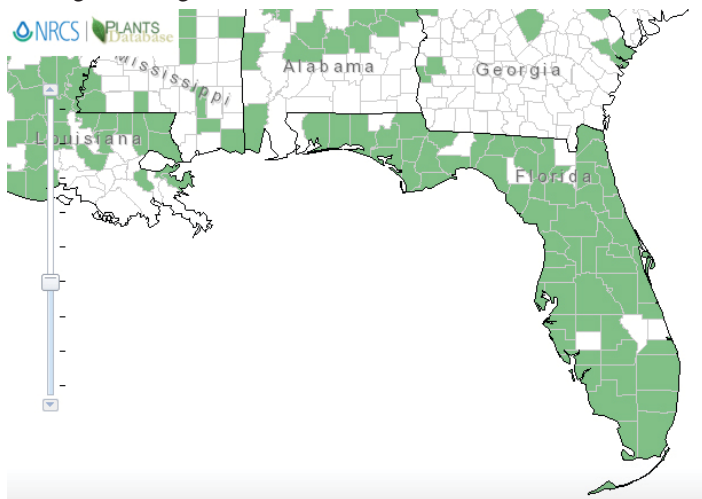 NRCS | PLANTS
Database
Mississippi
Alabama
Georgia
Louisiana
Florida